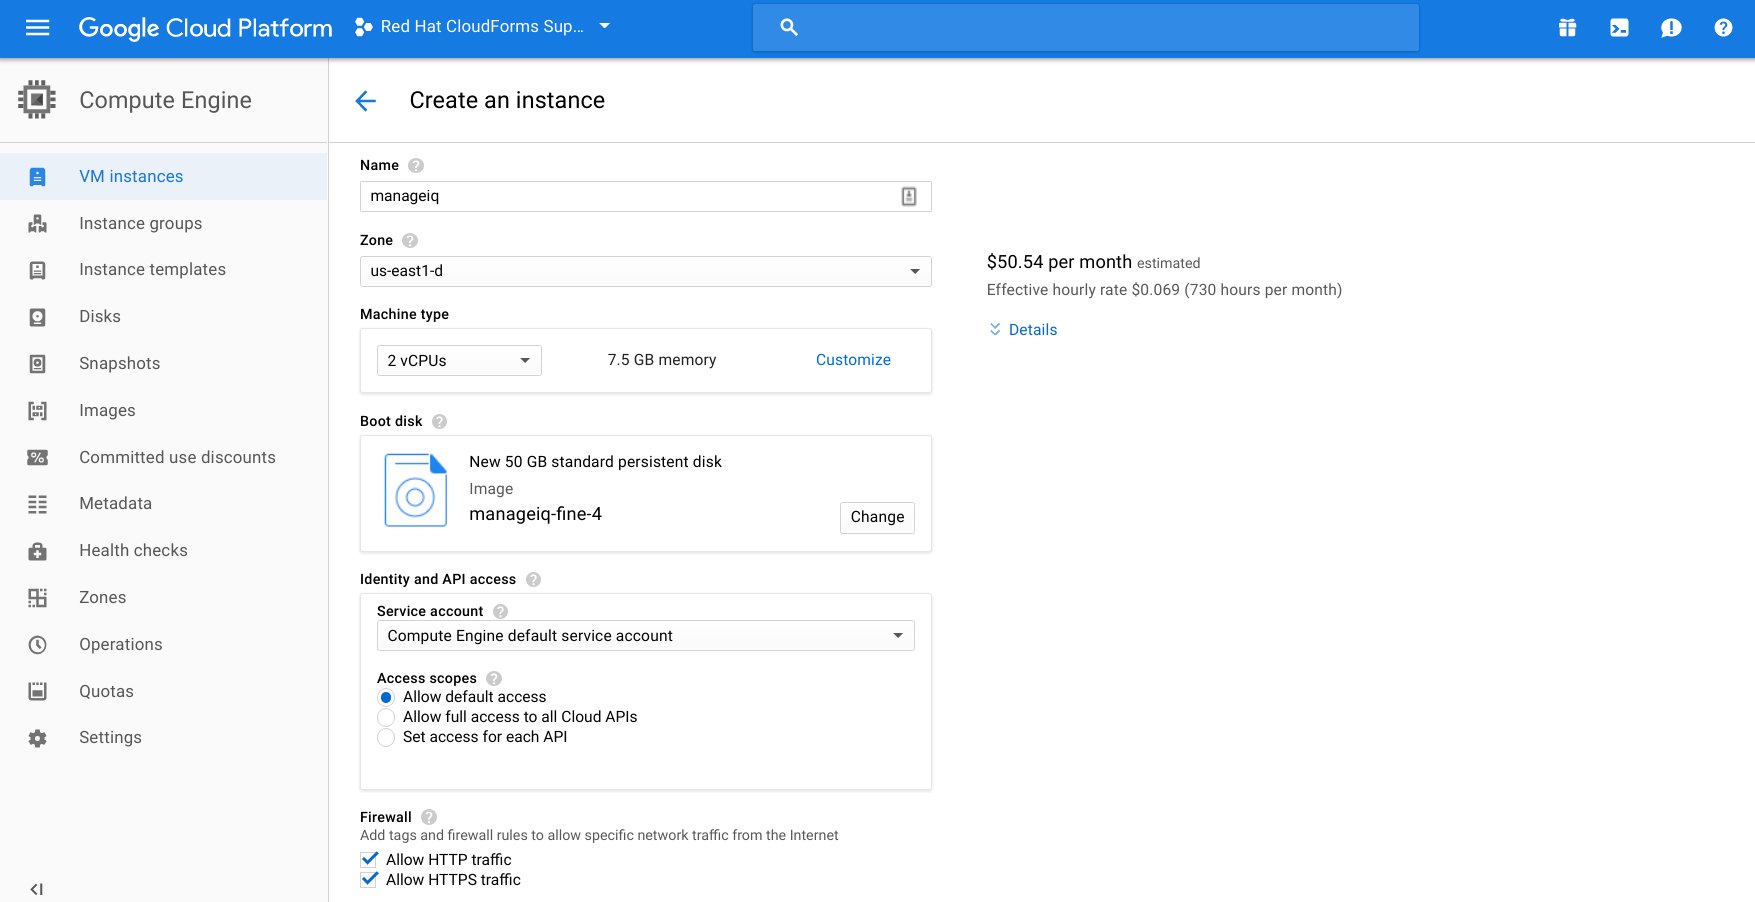 Google Cloud Platform
Red Hat CloudForms Sup...
Compute Engine
Create an instance
VM instances
Instance groups
Instance templates
Disks
Snapshots
Images
Committed use discounts
Metadata
Health checks
Zones
Operations
Quotas
Settings
Name
manageiq
Zone
us-east1-d
Machine type
2 vCPUs
7.5 GB memory
Customize
Boot disk
New 50 GB standard persistent disk
Image
manageiq-fine-4
Change
Identity and API access
Service account
Compute Engine default service account
Access scopes
Allow default access
Allow full access to all Cloud APIs
Set access for each API
Firewall
Add tags and firewall rules to allow specific network traffic from the Internet
Allow HTTP traffic
Allow HTTPS traffic
$50.54 per month estimated
Effective hourly rate $0.069 (730 hours per month)
Details